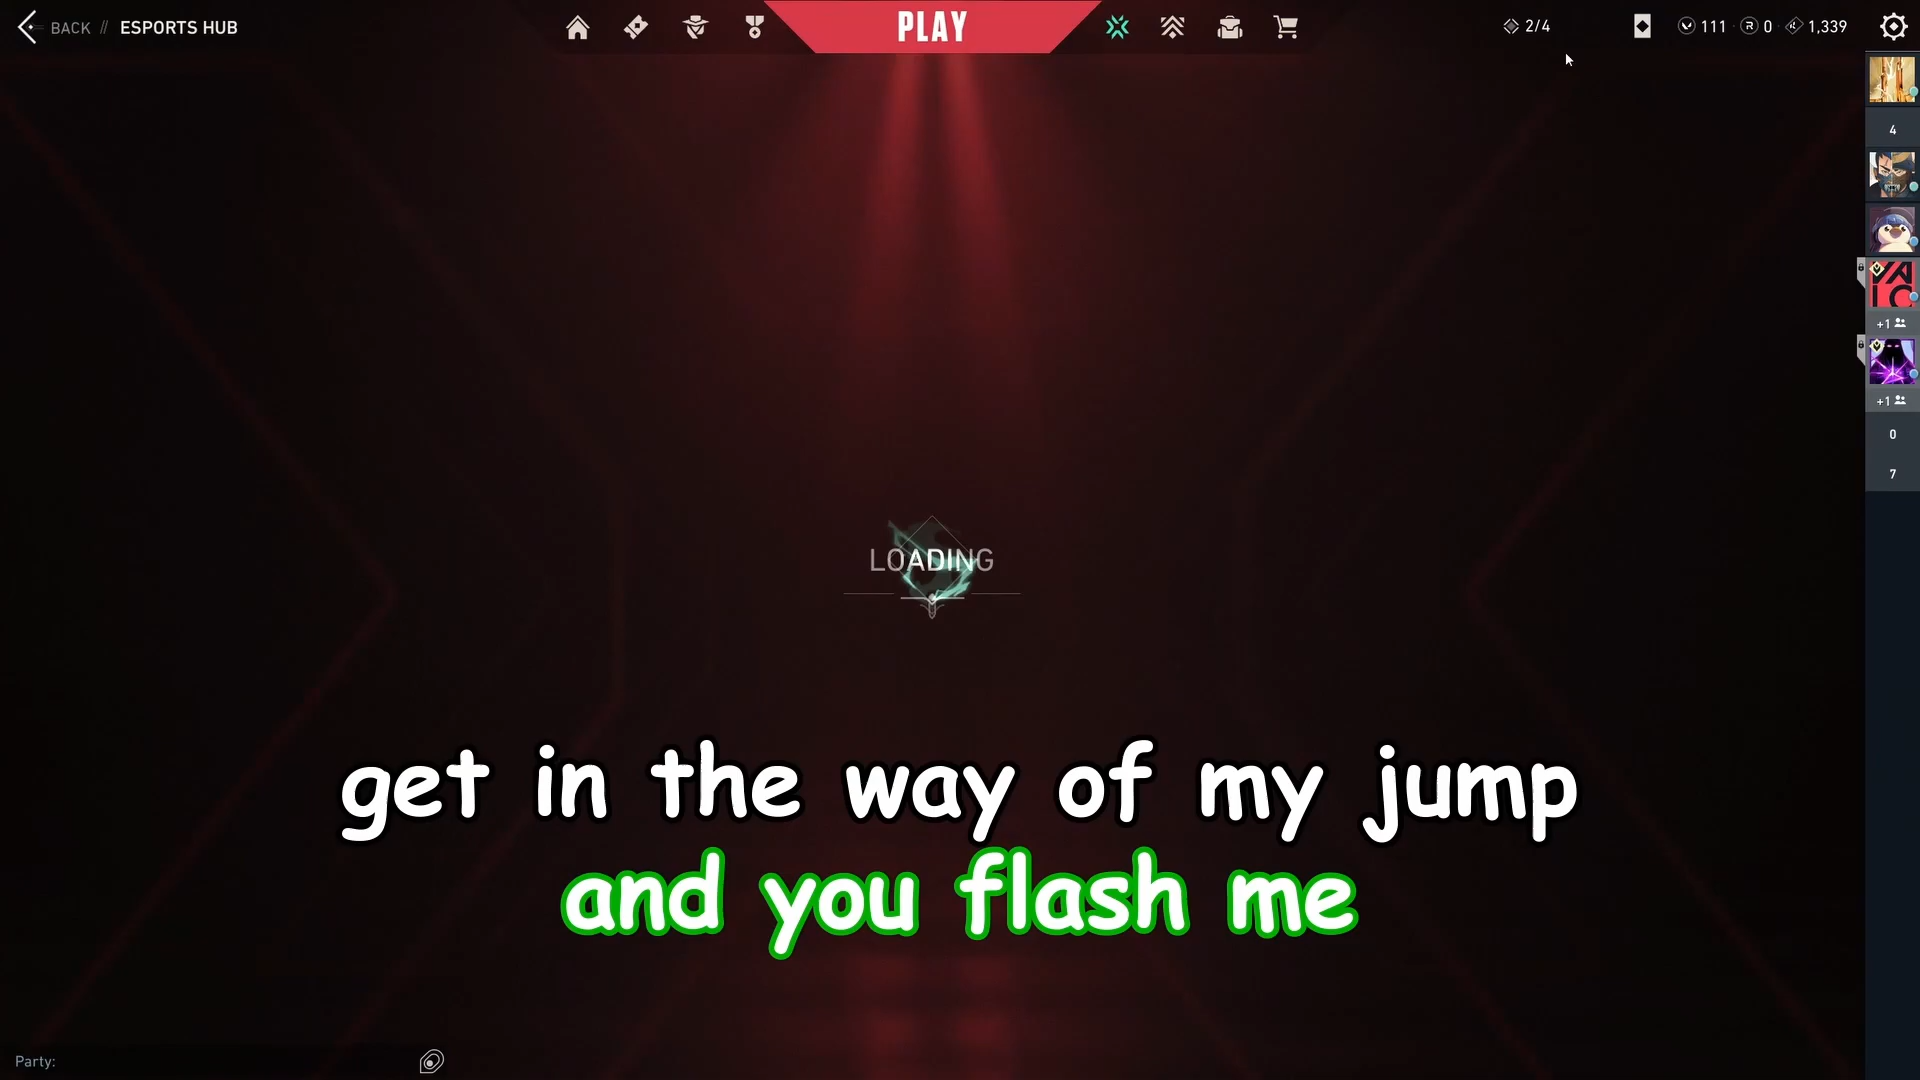 BACK // ESPORTS HUB
PLAY
2/4
111
0
1,339
4
+1
+1
0
7
LOADING
get in the way of my jump
and you flash me
Party: